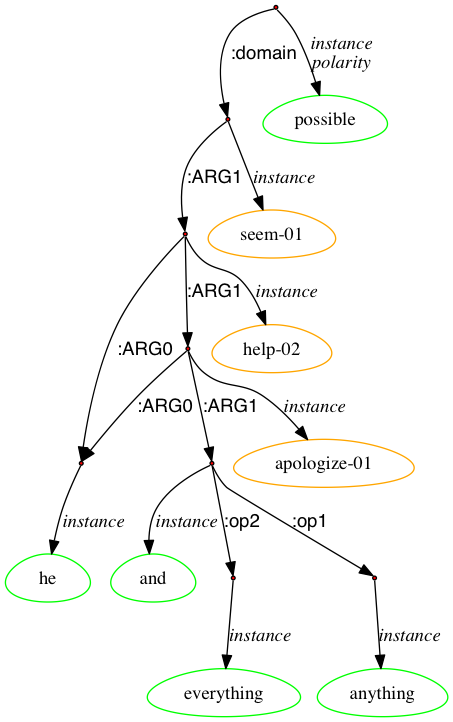 instance
:domain
polarity
possible
:ARG1
instance
seem-01
:ARG1
instance
help-02
:ARG0
:ARG0
:ARG1
instance
apologize-01
instance
instance
:op2
:op1
he
and
instance
instance
everything
anything